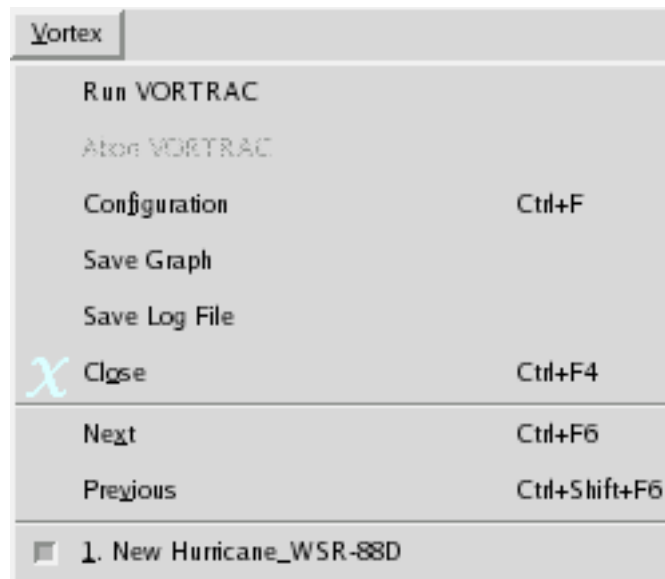 Vortex
Run VORTRAC
Abort VORTRAC
Configuration Ctrl+F
Save Graph
Save Log File
Close Ctrl+F4
Next Ctrl+F6
Previous Ctrl+Shift+F6
1. New Hurricane_WSR-88D